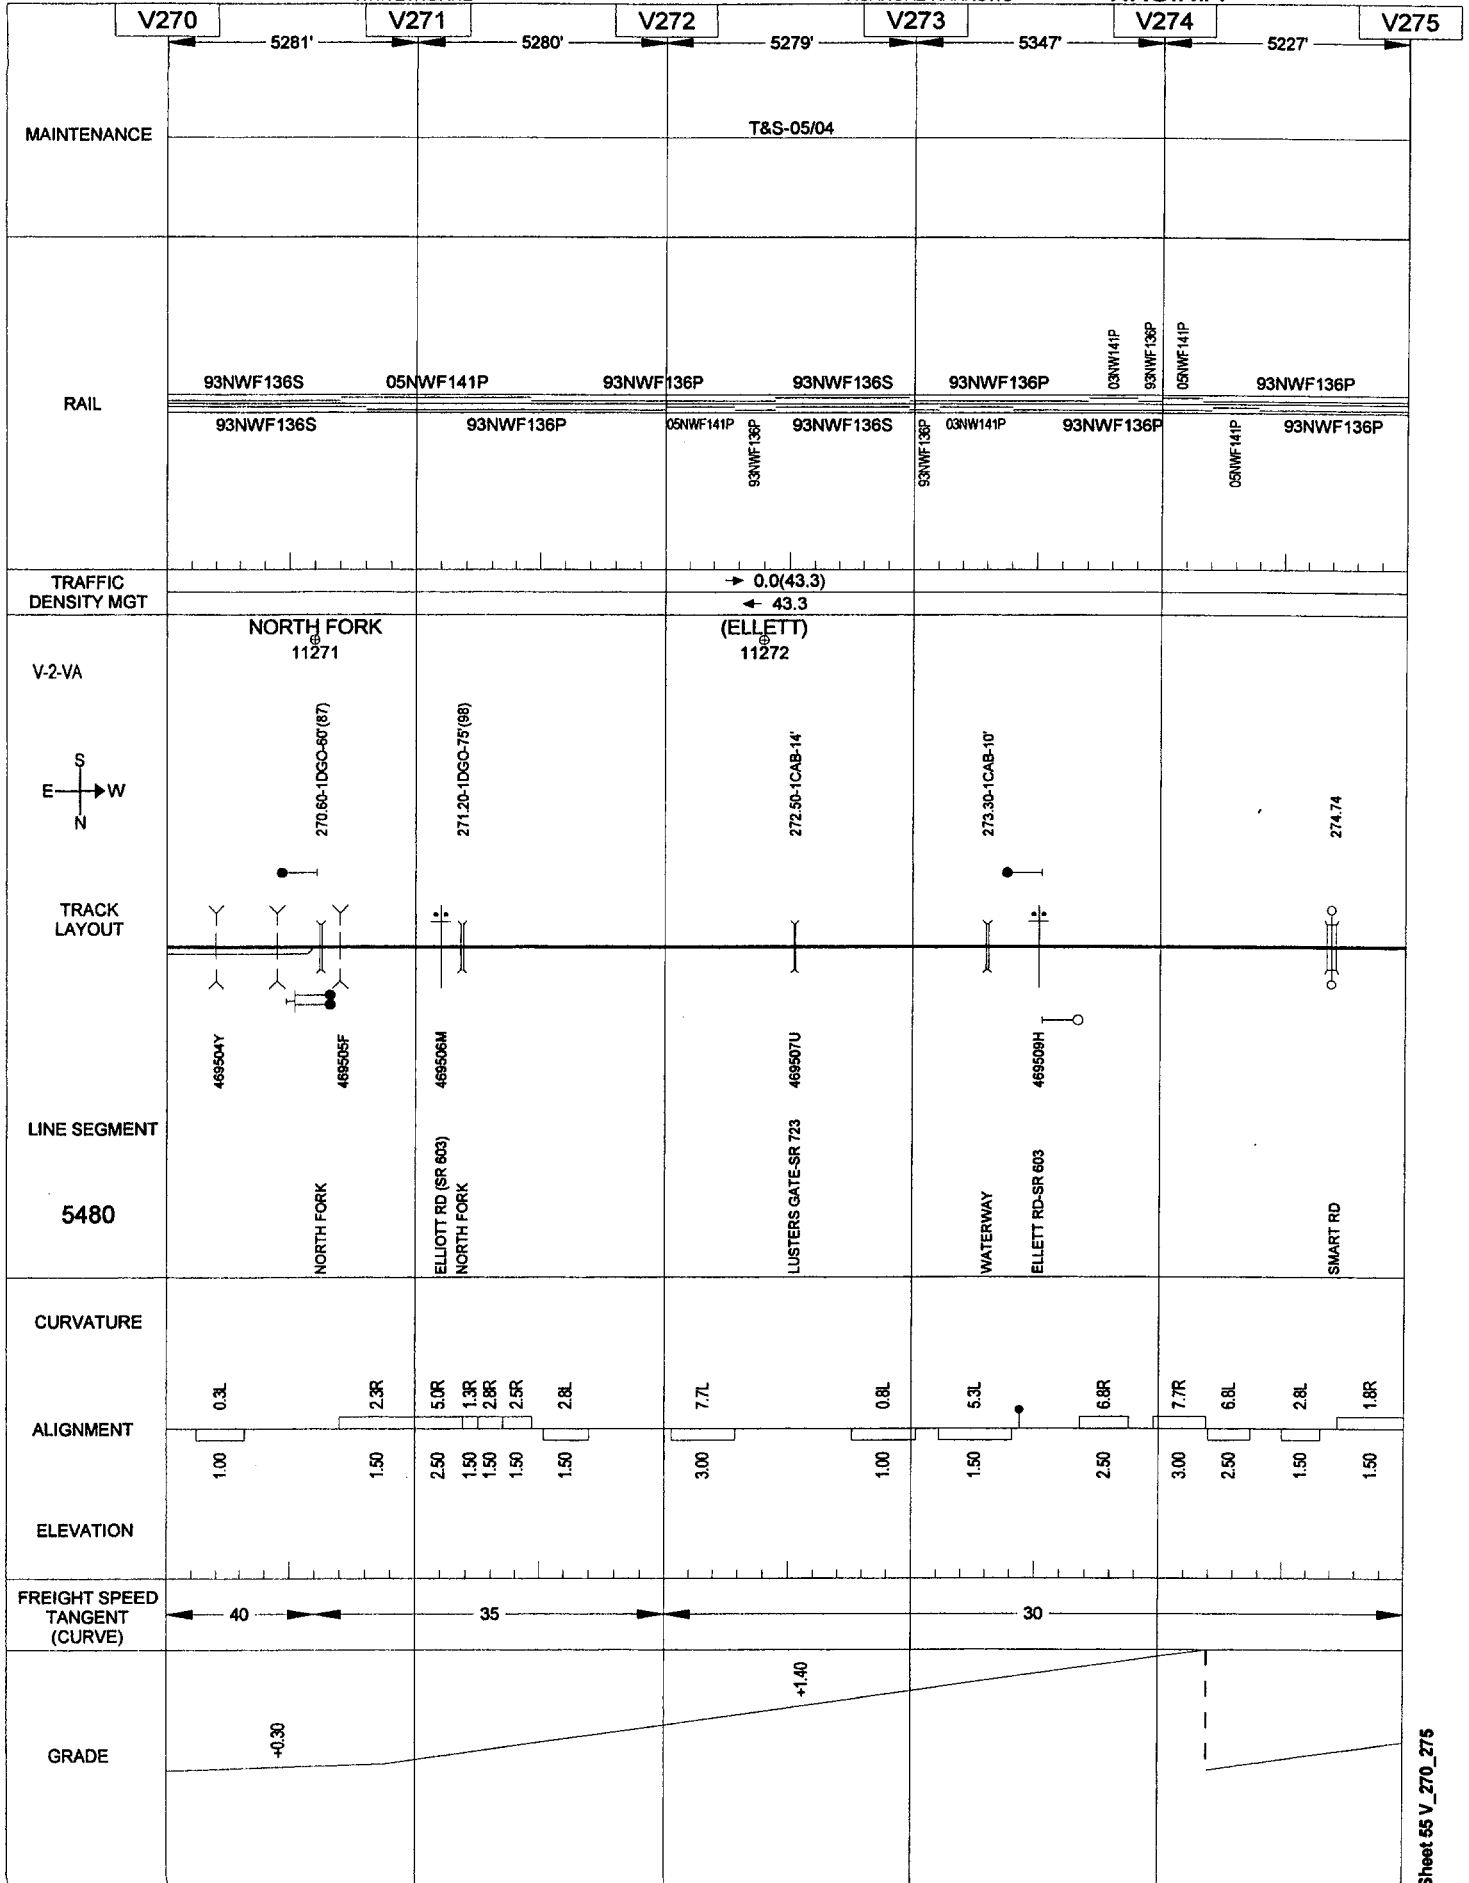 V270 V271 V272 V273 V274 V275
5281' 5280' 5279' 5347' 5227'
MAINTENANCE
T&S-05/04
03NW141P 93NWF136P 05NWF141P
93NWF136S 05NWF141P 93NWF136P 93NWF136S 93NWF136P 93NWF136P
RAIL
93NWF136S 93NWF136P 05NWF141P 93NWF136S 03NW141P 93NWF136P 93NWF136P
93NWF136P 93NWF136P 05NWF141P
TRAFFIC
DENSITY MGT
0.0(43.3)
43.3
NORTH FORK (ELLETT)
11271 11272
V-2-VA
270.60-1DGO-60'(87) 271.20-1DGO-75'(98) 272.50-1CAB-14' 273.30-1CAB-10' 274.74
S
E W
N
TRACK
LAYOUT
469504Y 469505F 469506M 469507U 469509H
LINE SEGMENT
5480
NORTH FORK
ELLIOTT RD (SR 603)
NORTH FORK
LUSTERS GATE-SR 723
WATERWAY
ELLETT RD-SR 603
SMART RD
CURVATURE
0.3L 2.3R 5.0R 1.3R 2.8R 2.5R 2.8L 7.7L 0.8L 5.3L 6.8R 7.7R 6.8L 2.8L 1.8R
ALIGNMENT
1.00 1.50 2.50 1.50 1.50 1.50 1.50 3.00 1.00 1.50 2.50 3.00 2.50 1.50 1.50
ELEVATION
FREIGHT SPEED
TANGENT
(CURVE)
40 35 30
+1.40
+0.30
GRADE
Sheet 55 V_270_275